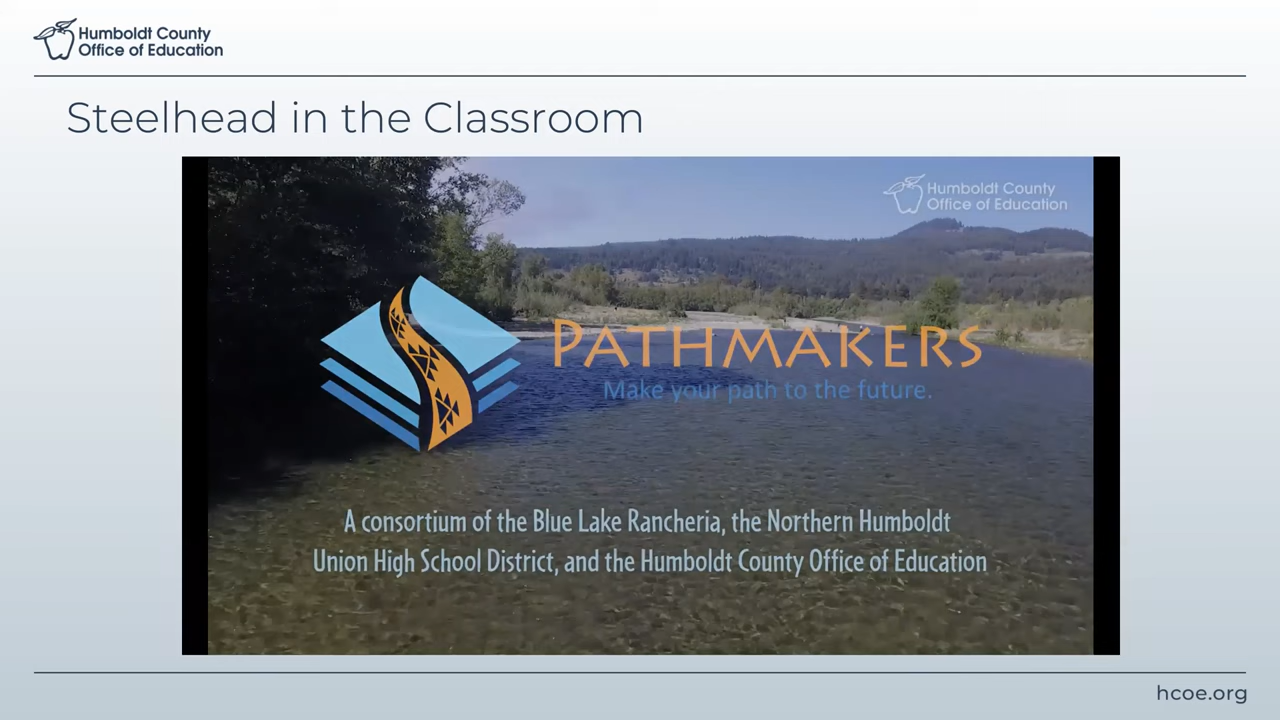 Humboldt County
Office of Education
Steelhead in the Classroom
Humboldt County
Office of Education
PATHMAKERS
Make your path to the future.
A consortium of the Blue Lake Rancheria, the Northern Humboldt
Union High School District, and the Humboldt County Office of Education
hcoe.org